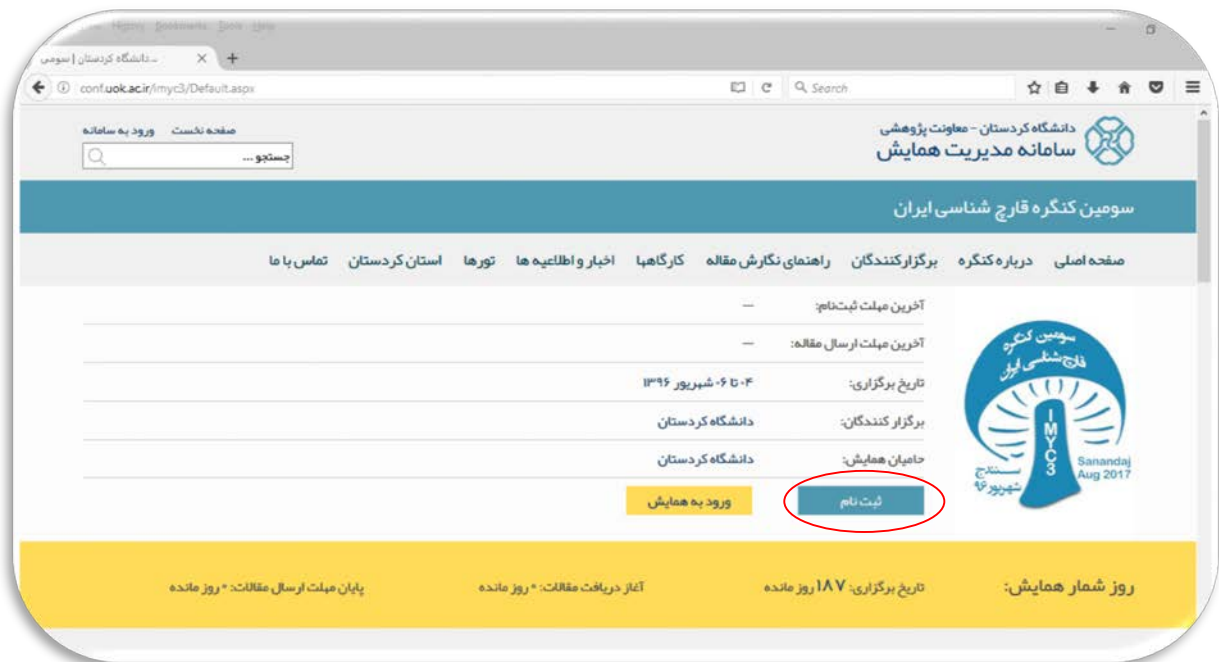 History Bookmarks Tools Help
دانشگاه کردستان | سومی...
conf.uok.ac.ir/imyc3/Default.aspx
Search
دانشگاه کردستان - معاونت پژوهشی
سامانه مدیریت همایش
صفحه نخست ورود به سامانه
جستجو ...
سومین کنگره قارچ شناسی ایران
صفحه اصلی درباره کنگره برگزارکنندگان راهنمای نگارش مقاله کارگاهها اخبار و اطلاعیه ها تورها استان کردستان تماس با ما
آخرین مهلت ثبت‌نام: —
آخرین مهلت ارسال مقاله: —
تاریخ برگزاری: ۰۴ تا ۰۶ شهریور ۱۳۹۶
برگزار کنندگان: دانشگاه کردستان
حامیان همایش: دانشگاه کردستان
ثبت نام ورود به همایش
سومین کنگره
قارچ شناسی ایران
IMYC3
سنندج
شهریور ۹۶
Sanandaj
Aug 2017
روز شمار همایش: تاریخ برگزاری: ۱۸۷ روز مانده آغاز دریافت مقالات: ۰ روز مانده پایان مهلت ارسال مقالات: ۰ روز مانده